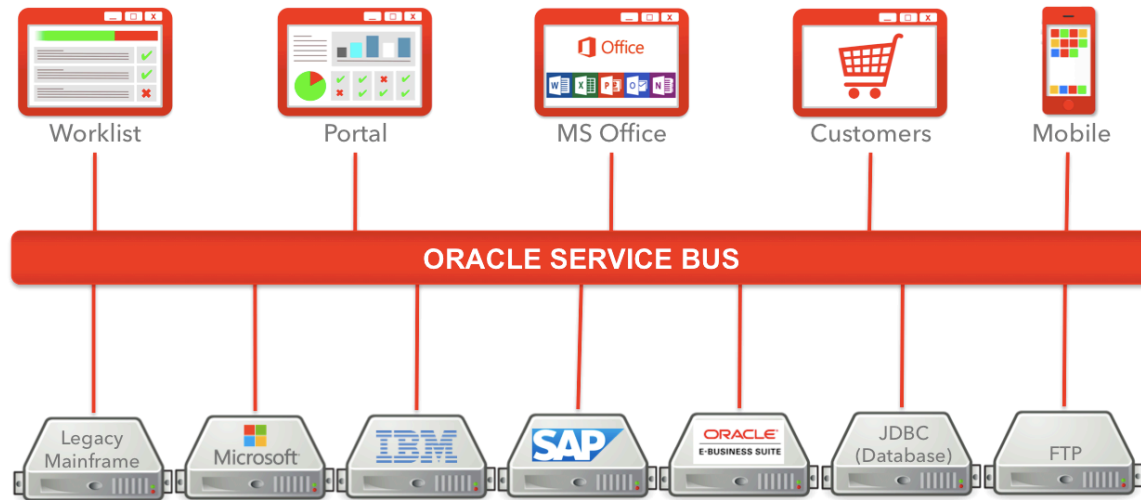 Office
W X P O N
Worklist
Portal
MS Office
Customers
Mobile
ORACLE SERVICE BUS
Legacy
Mainframe
Microsoft
IBM
SAP
ORACLE
E-BUSINESS SUITE
JDBC
(Database)
FTP